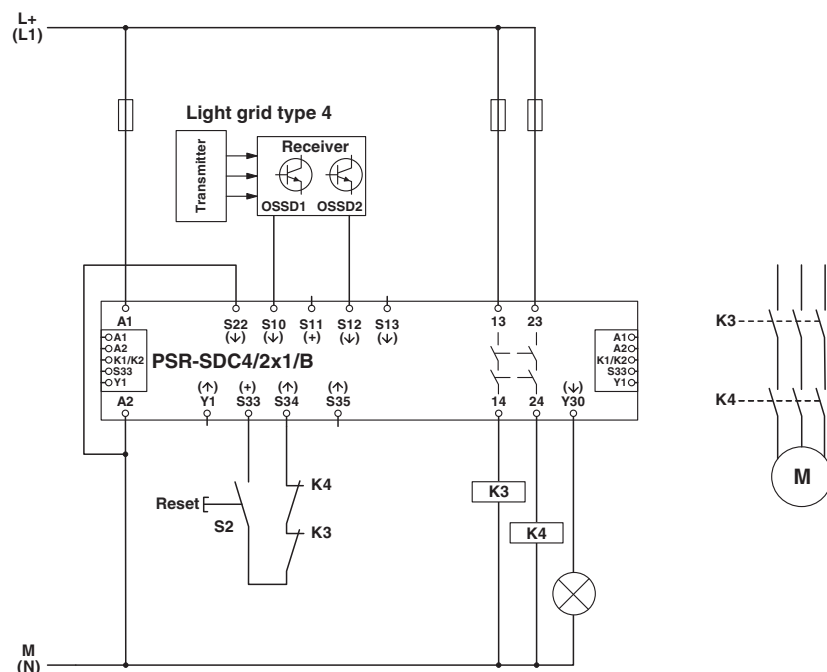 L+
(L1)
Light grid type 4
Transmitter
Receiver
OSSD1 OSSD2
A1 S22 S10 S11 S12 S13 13 23
(↓) (↓) (+) (↓) (↓)
A1
A2
K1/K2
S33
Y1
PSR-SDC4/2x1/B
A1
A2
K1/K2
S33
Y1
(↑) (+) (↑) (↑) (↓)
A2 Y1 S33 S34 S35 14 24 Y30
K3
K4
M
Reset
S2
K4
K3
K3
K4
M
(N)